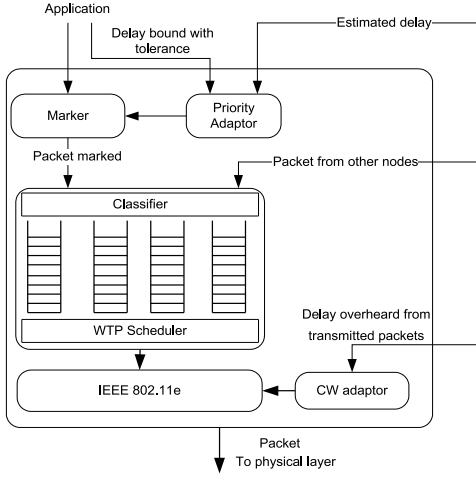 Application
Estimated delay
Delay bound with
tolerance
Marker
Priority
Adaptor
Packet marked
Packet from other nodes
Classifier
WTP Scheduler
Delay overheard from
transmitted packets
IEEE 802.11e
CW adaptor
Packet
To physical layer